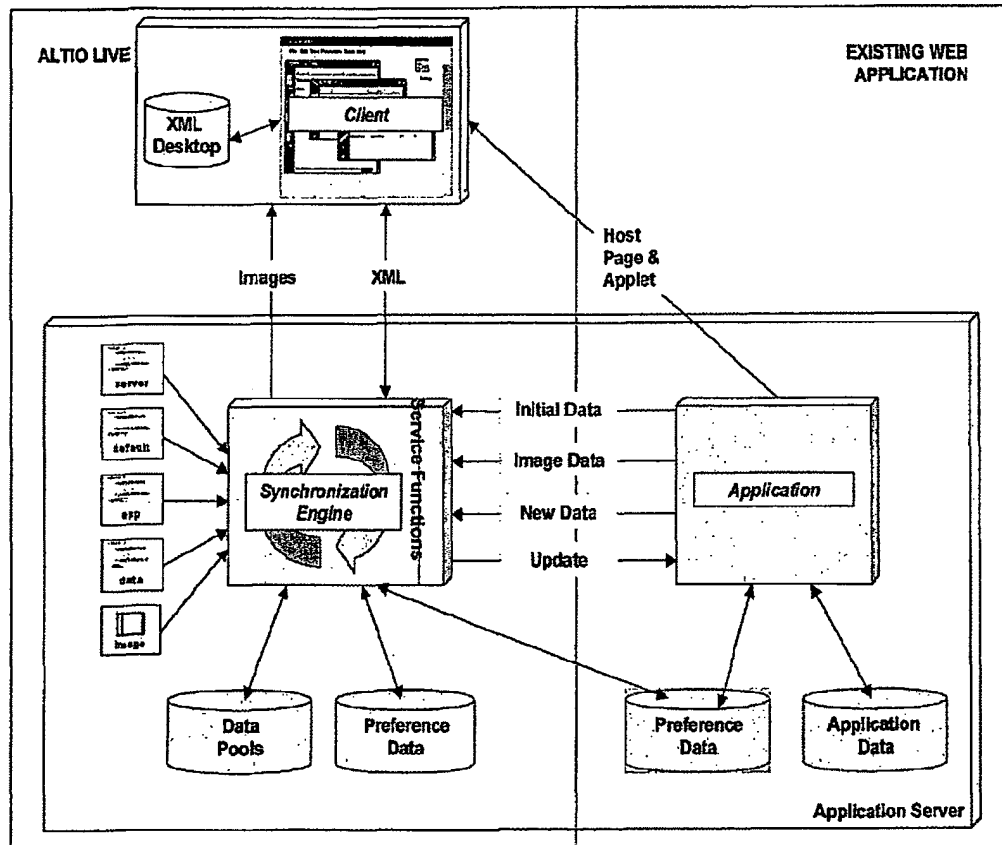 ALTIO LIVE
EXISTING WEB
APPLICATION
XML
Desktop
Client
Images
XML
Host
Page &
Applet
server
default
app
data
image
Synchronization
Engine
Service Functions
Initial Data
Image Data
New Data
Update
Application
Data
Pools
Preference
Data
Preference
Data
Application
Data
Application Server